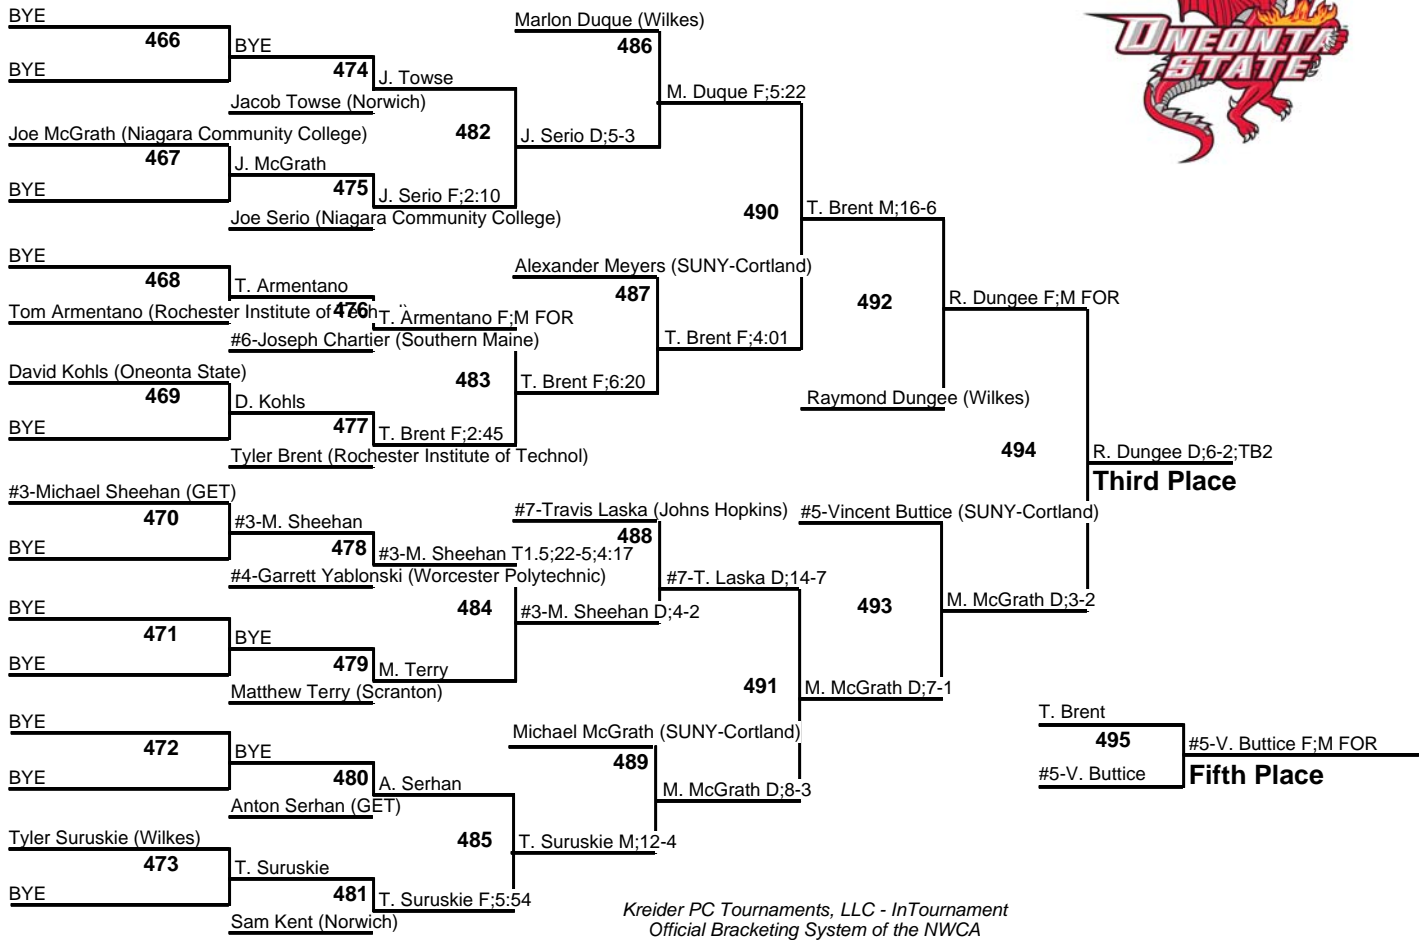 BYE
466
BYE
BYE
474
J. Towse
Jacob Towse (Norwich)
Joe McGrath (Niagara Community College)
467
J. McGrath
BYE
475
J. Serio F;2:10
Joe Serio (Niagara Community College)
482
J. Serio D;5-3
Marlon Duque (Wilkes)
486
M. Duque F;5:22
BYE
468
T. Armentano
Tom Armentano (Rochester Institute of
476
T. Armentano F;M FOR
#6-Joseph Chartier (Southern Maine)
David Kohls (Oneonta State)
469
D. Kohls
BYE
477
T. Brent F;2:45
Tyler Brent (Rochester Institute of Technol)
483
T. Brent F;6:20
Alexander Meyers (SUNY-Cortland)
487
T. Brent F;4:01
490
T. Brent M;16-6
492
R. Dungee F;M FOR
Raymond Dungee (Wilkes)
494
R. Dungee D;6-2;TB2
Third Place
#3-Michael Sheehan (GET)
470
#3-M. Sheehan
BYE
478
#3-M. Sheehan T1.5;22-5;4:17
#4-Garrett Yablonski (Worcester Polytechnic)
BYE
471
BYE
BYE
479
M. Terry
Matthew Terry (Scranton)
484
#3-M. Sheehan D;4-2
#7-Travis Laska (Johns Hopkins)
488
#7-T. Laska D;14-7
#5-Vincent Buttice (SUNY-Cortland)
493
M. McGrath D;3-2
491
M. McGrath D;7-1
BYE
472
BYE
BYE
480
A. Serhan
Anton Serhan (GET)
Tyler Suruskie (Wilkes)
473
T. Suruskie
BYE
481
T. Suruskie F;5:54
Sam Kent (Norwich)
485
T. Suruskie M;12-4
Michael McGrath (SUNY-Cortland)
489
M. McGrath D;8-3
T. Brent
495
#5-V. Buttice
#5-V. Buttice F;M FOR
Fifth Place
ONEONTA
STATE
Kreider PC Tournaments, LLC - InTournament
Official Bracketing System of the NWCA